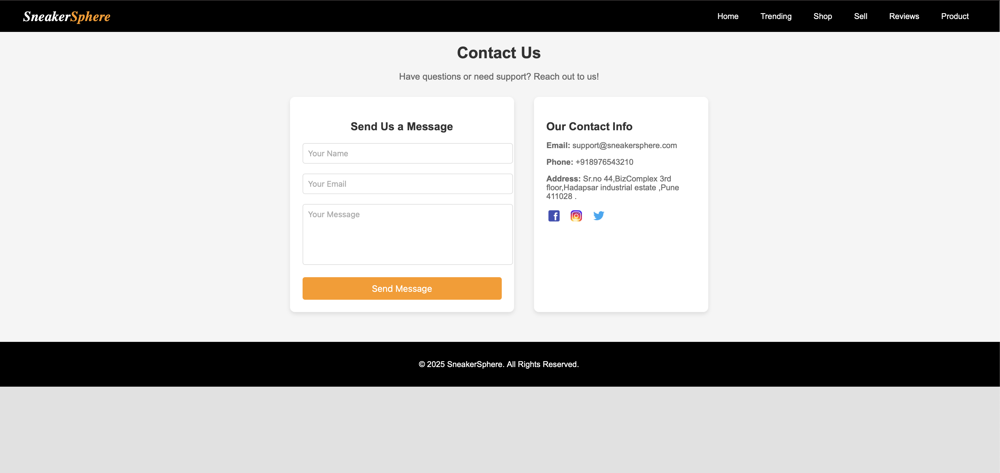 SneakerSphere
Home Trending Shop Sell Reviews Product
Contact Us
Have questions or need support? Reach out to us!
Send Us a Message
Your Name
Your Email
Your Message
Send Message
Our Contact Info
Email: support@sneakersphere.com
Phone: +918976543210
Address: Sr.no 44,BizComplex 3rd
floor,Hadapsar industrial estate ,Pune
411028 .
© 2025 SneakerSphere. All Rights Reserved.